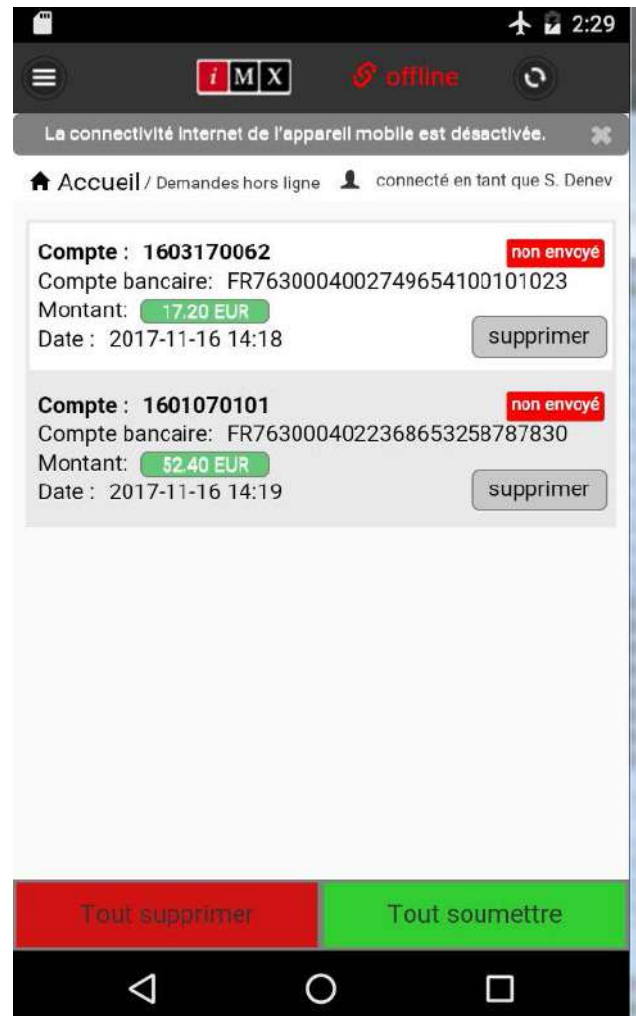 2:29
iMX offline
La connectivité internet de l'appareil mobile est désactivée.
Accueil / Demandes hors ligne connecté en tant que S. Denev
Compte : 1603170062 non envoyé
Compte bancaire: FR7630004002749654100101023
Montant: 17.20 EUR
Date : 2017-11-16 14:18 supprimer
Compte : 1601070101 non envoyé
Compte bancaire: FR7630004022368653258787830
Montant: 52.40 EUR
Date : 2017-11-16 14:19 supprimer
Tout supprimer Tout soumettre